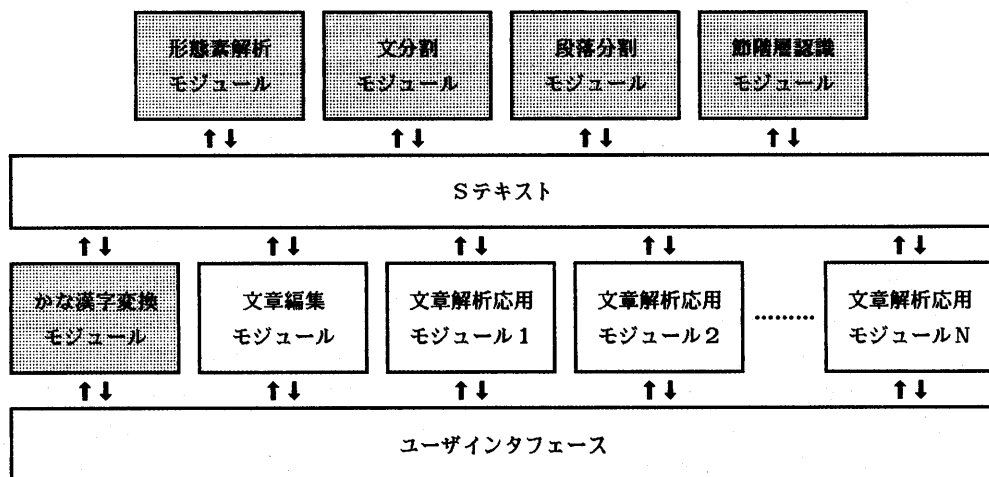 形態素解析
モジュール
文分割
モジュール
段落分割
モジュール
節階層認識
モジュール
Sテキスト
かな漢字変換
モジュール
文章編集
モジュール
文章解析応用
モジュール1
文章解析応用
モジュール2
………
文章解析応用
モジュールN
ユーザインタフェース